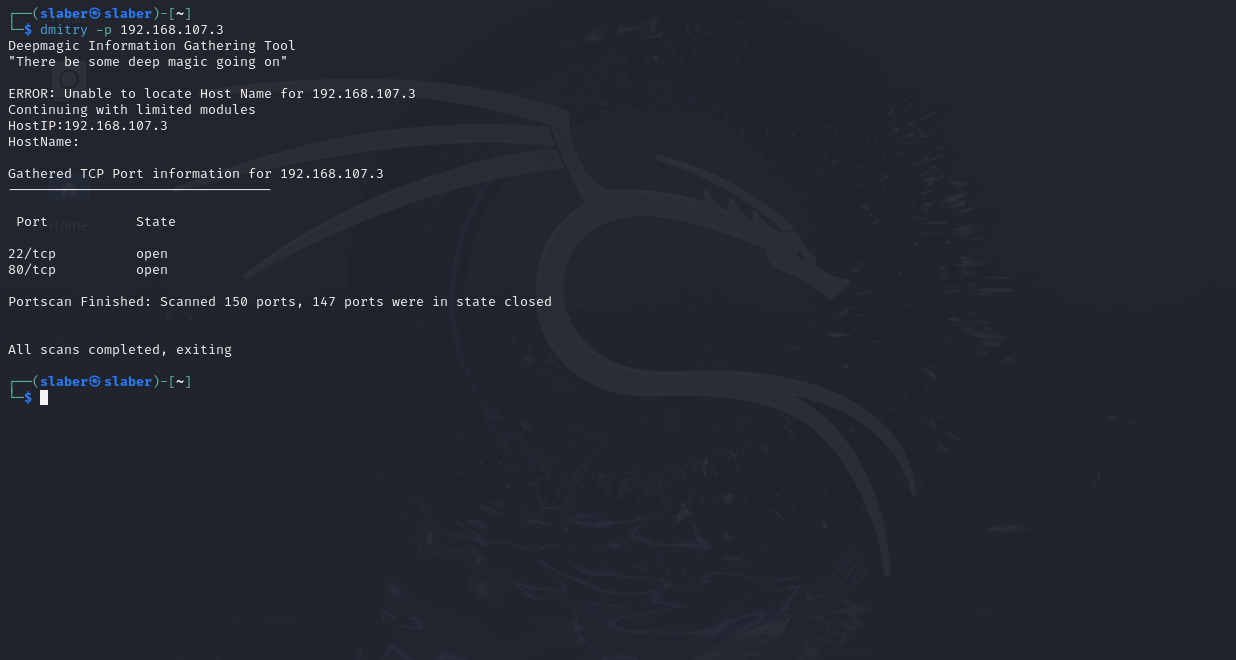 ┌──(slaber㉿slaber)-[~]
└─$ dmitry -p 192.168.107.3
Deepmagic Information Gathering Tool
"There be some deep magic going on"
ERROR: Unable to locate Host Name for 192.168.107.3
Continuing with limited modules
HostIP:192.168.107.3
HostName:
Gathered TCP Port information for 192.168.107.3
---------------------------------
Port State
Home
22/tcp open
80/tcp open
Portscan Finished: Scanned 150 ports, 147 ports were in state closed
All scans completed, exiting
┌──(slaber㉿slaber)-[~]
└─$